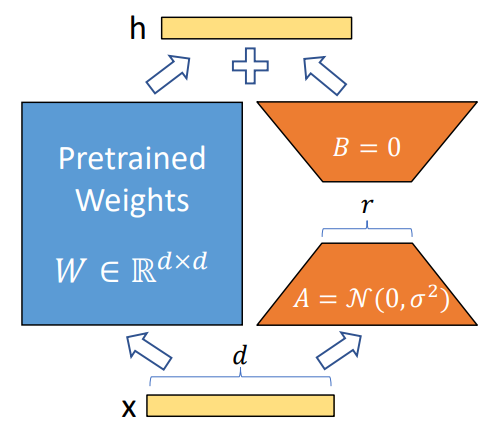 h
Pretrained
Weights
W ∈ ℝ^{d×d}
B = 0
r
A = 𝒩(0, σ²)
d
x